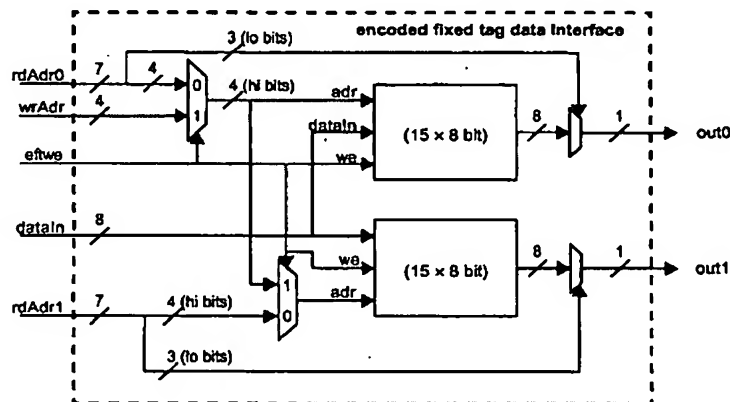 encoded fixed tag data interface
3 (lo bits)
rdAdr0 7 4 0 4 (hi bits) adr
wrAdr 4 1 dataIn (15 × 8 bit) 8 1 out0
eftwe we
dataIn 8
we (15 × 8 bit) 8 1 out1
1 adr
rdAdr1 7 4 (hi bits) 0
3 (lo bits)